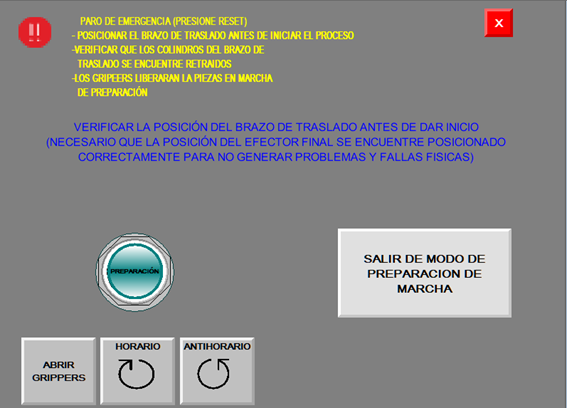 PARO DE EMERGENCIA (PRESIONE RESET)
- POSICIONAR EL BRAZO DE TRASLADO ANTES DE INICIAR EL PROCESO
-VERIFICAR QUE LOS COLINDROS DEL BRAZO DE
TRASLADO SE ENCUENTRE RETRAIDOS
-LOS GRIPEERS LIBERARAN LA PIEZAS EN MARCHA
DE PREPARACIÓN
X
!!
VERIFICAR LA POSICIÓN DEL BRAZO DE TRASLADO ANTES DE DAR INICIO
(NECESARIO QUE LA POSICIÓN DEL EFECTOR FINAL SE ENCUENTRE POSICIONADO
CORRECTAMENTE PARA NO GENERAR PROBLEMAS Y FALLAS FISICAS)
PREPARACIÓN
SALIR DE MODO DE
PREPARACION DE
MARCHA
ABRIR
GRIPPERS
HORARIO
ANTIHORARIO